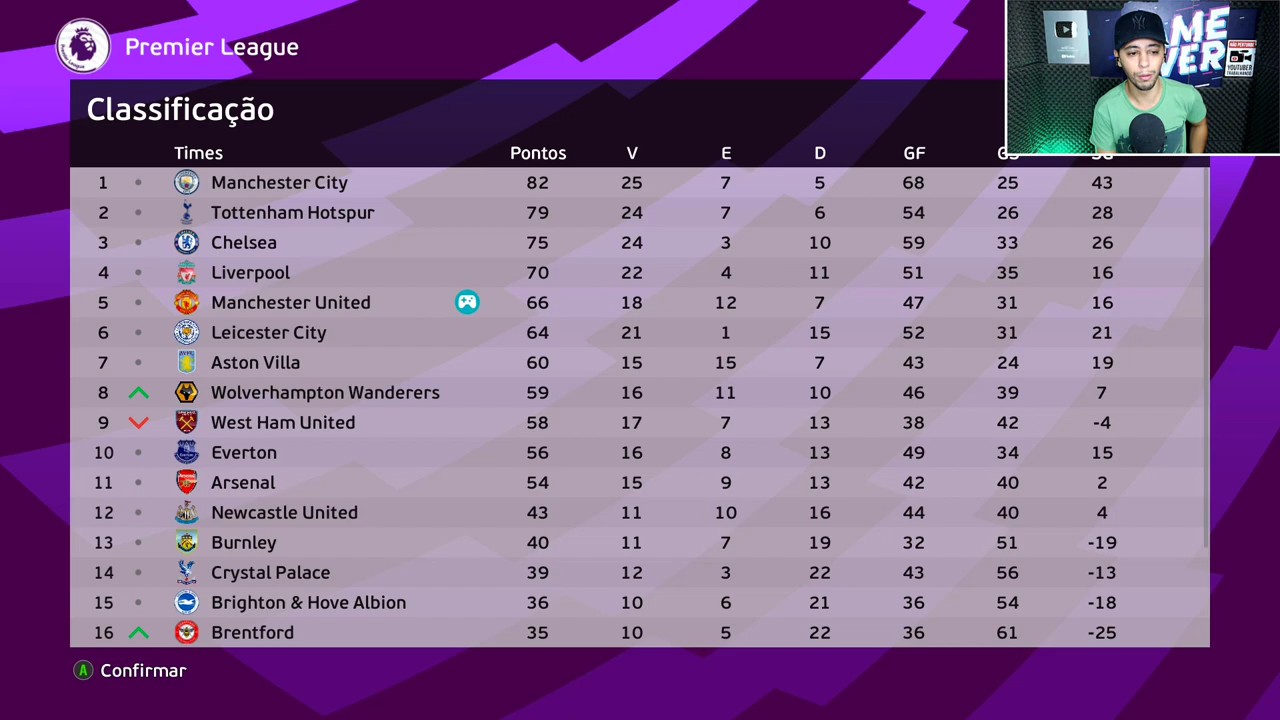 Premier League
Classificação
Times Pontos V E D GF
1 Manchester City 82 25 7 5 68 25 43
2 Tottenham Hotspur 79 24 7 6 54 26 28
3 Chelsea 75 24 3 10 59 33 26
4 Liverpool 70 22 4 11 51 35 16
5 Manchester United 66 18 12 7 47 31 16
6 Leicester City 64 21 1 15 52 31 21
7 Aston Villa 60 15 15 7 43 24 19
8 Wolverhampton Wanderers 59 16 11 10 46 39 7
9 West Ham United 58 17 7 13 38 42 -4
10 Everton 56 16 8 13 49 34 15
11 Arsenal 54 15 9 13 42 40 2
12 Newcastle United 43 11 10 16 44 40 4
13 Burnley 40 11 7 19 32 51 -19
14 Crystal Palace 39 12 3 22 43 56 -13
15 Brighton & Hove Albion 36 10 6 21 36 54 -18
16 Brentford 35 10 5 22 36 61 -25
A Confirmar
ME
VER
NÃO PERTURBE
YOUTUBER
TRABALHANDO